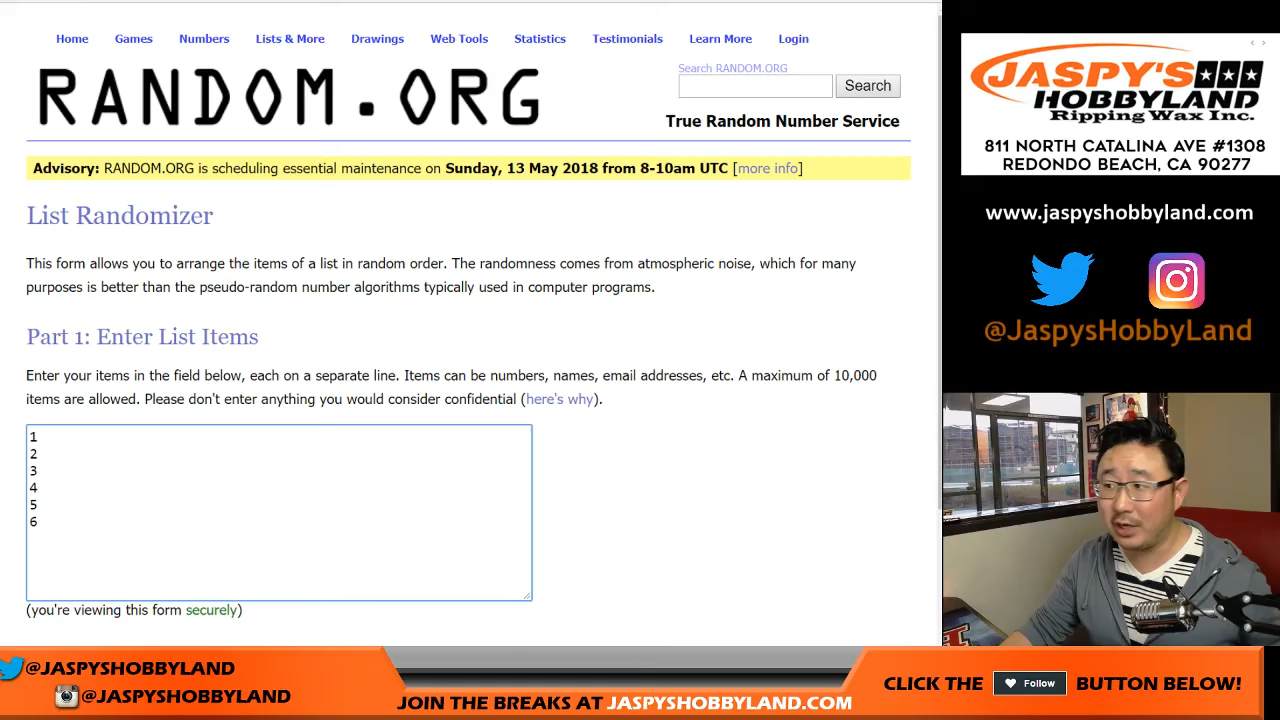 Home Games Numbers Lists & More Drawings Web Tools Statistics Testimonials Learn More Login
RANDOM.ORG
Search RANDOM.ORG
Search
True Random Number Service
Advisory: RANDOM.ORG is scheduling essential maintenance on Sunday, 13 May 2018 from 8-10am UTC [more info]
List Randomizer
This form allows you to arrange the items of a list in random order. The randomness comes from atmospheric noise, which for many
purposes is better than the pseudo-random number algorithms typically used in computer programs.
Part 1: Enter List Items
Enter your items in the field below, each on a separate line. Items can be numbers, names, email addresses, etc. A maximum of 10,000
items are allowed. Please don't enter anything you would consider confidential (here's why).
1
2
3
4
5
6
(you're viewing this form securely)
JASPY'S
HOBBYLAND
Ripping Wax Inc.
811 NORTH CATALINA AVE #1308
REDONDO BEACH, CA 90277
www.jaspyshobbyland.com
@JaspysHobbyLand
@JASPYSHOBBYLAND
@JASPYSHOBBYLAND
JOIN THE BREAKS AT JASPYSHOBBYLAND.COM
CLICK THE Follow BUTTON BELOW!